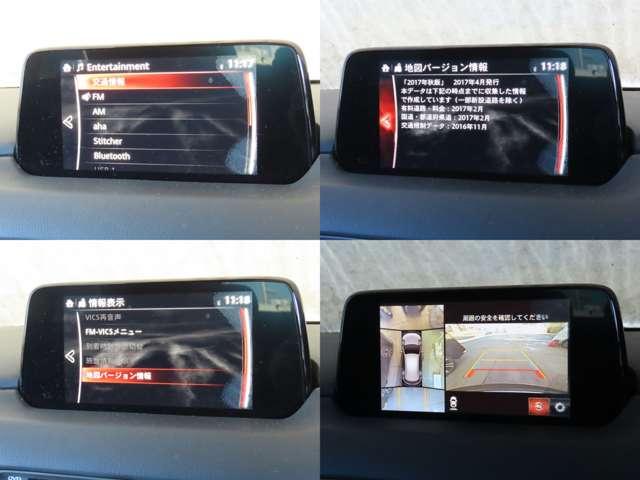 Entertainment 11:17
交通情報
FM
AM
aha
Stitcher
Bluetooth
USB 1
地図バージョン情報 11:18
「2017年秋版」 2017年4月発行
本データは下記の時点までに収集した情報
で作成しています（一部新設道路を除く）
有料道路・料金：2017年2月
国道・都道府県道：2017年2月
交通規制データ：2016年11月
情報表示 11:18
VICS再音声
FM-VICSメニュー
地図バージョン情報
周囲の安全を確認してください